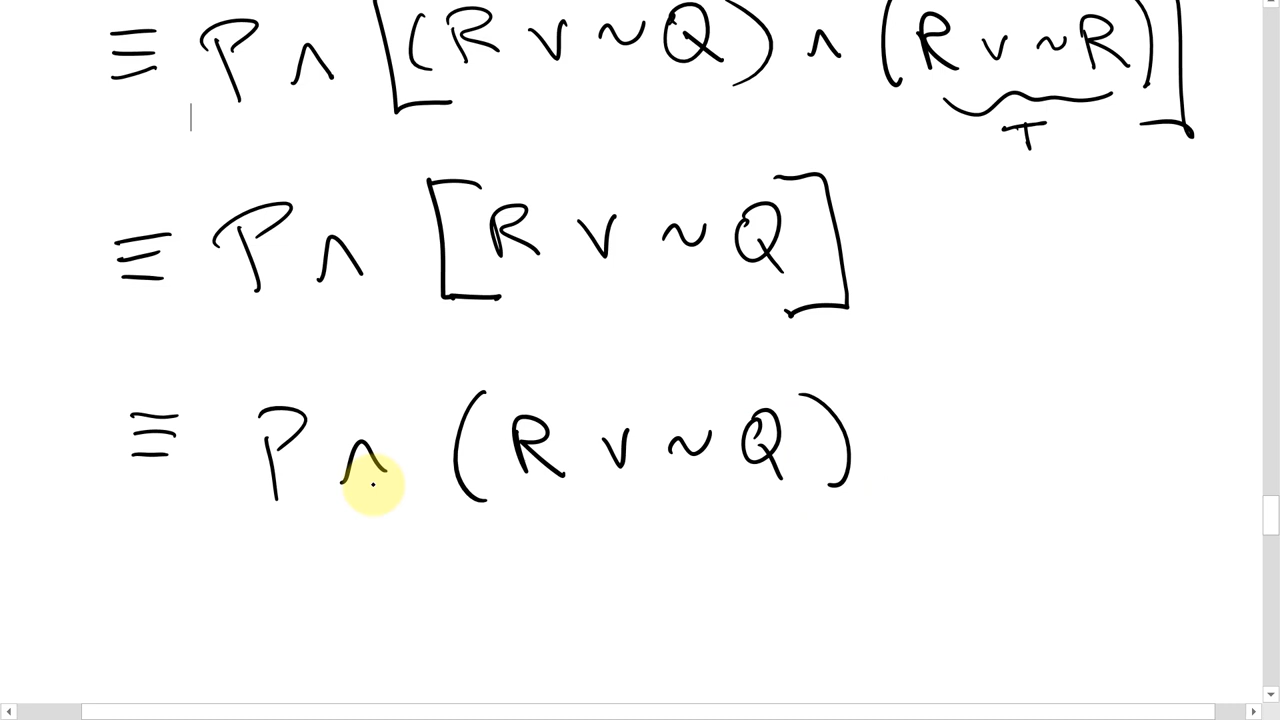 ≡ P ∧ [(R ∨ ~Q) ∧ (R ∨ ~R)]
T
≡ P ∧ [R ∨ ~Q]
≡ P ∧ (R ∨ ~Q)